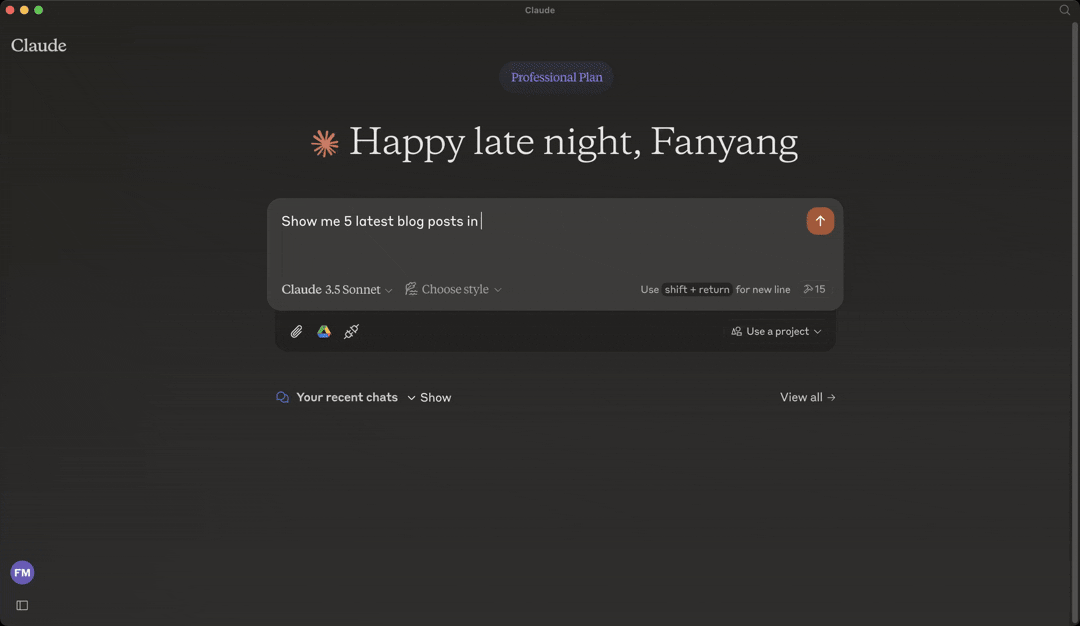 Claude
Claude
Professional Plan
Happy late night, Fanyang
Show me 5 latest blog posts in
Claude 3.5 Sonnet Choose style Use shift + return for new line 15
Use a project
Your recent chats Show View all →
FM